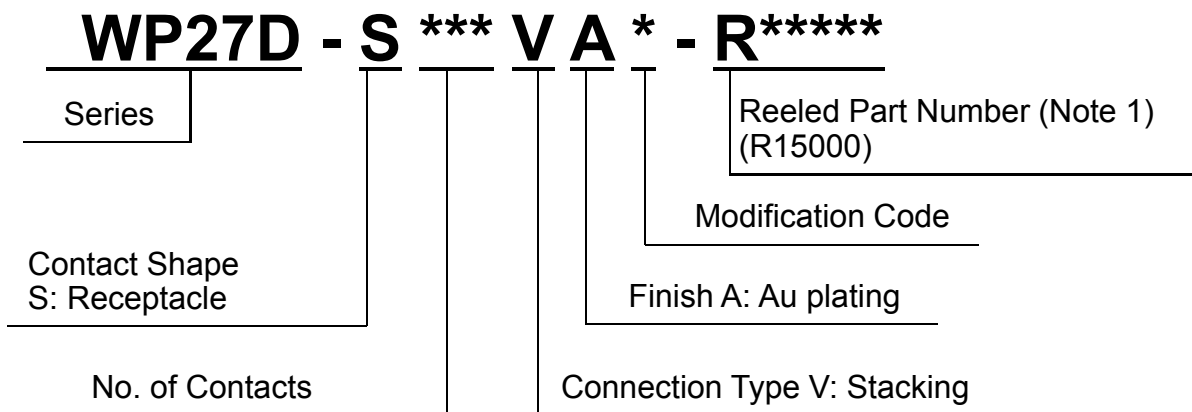 WP27D - S *** V A * - R*****
Series
Reeled Part Number (Note 1)
(R15000)
Modification Code
Contact Shape
S: Receptacle
Finish A: Au plating
No. of Contacts
Connection Type V: Stacking